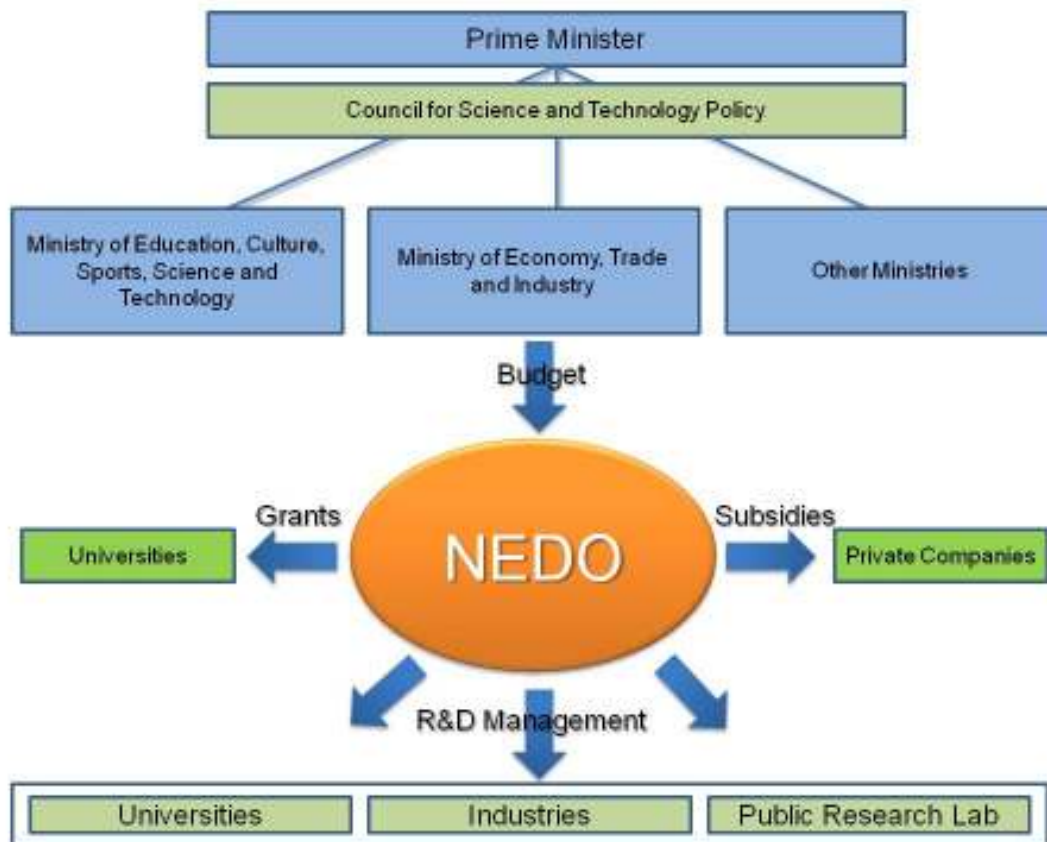 Prime Minister
Council for Science and Technology Policy
Ministry of Education, Culture,
Sports, Science and
Technology
Ministry of Economy, Trade
and Industry
Other Ministries
Budget
Grants
Subsidies
Universities
NEDO
Private Companies
R&D Management
Universities
Industries
Public Research Lab